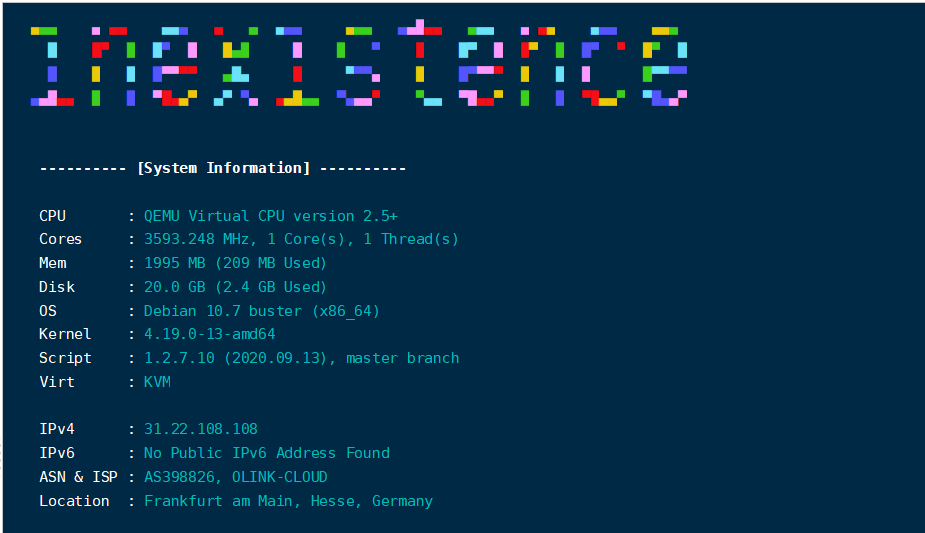 Inexistence
---------- [System Information] ----------
CPU : QEMU Virtual CPU version 2.5+
Cores : 3593.248 MHz, 1 Core(s), 1 Thread(s)
Mem : 1995 MB (209 MB Used)
Disk : 20.0 GB (2.4 GB Used)
OS : Debian 10.7 buster (x86_64)
Kernel : 4.19.0-13-amd64
Script : 1.2.7.10 (2020.09.13), master branch
Virt : KVM
IPv4 : 31.22.108.108
IPv6 : No Public IPv6 Address Found
ASN & ISP : AS398826, OLINK-CLOUD
Location : Frankfurt am Main, Hesse, Germany